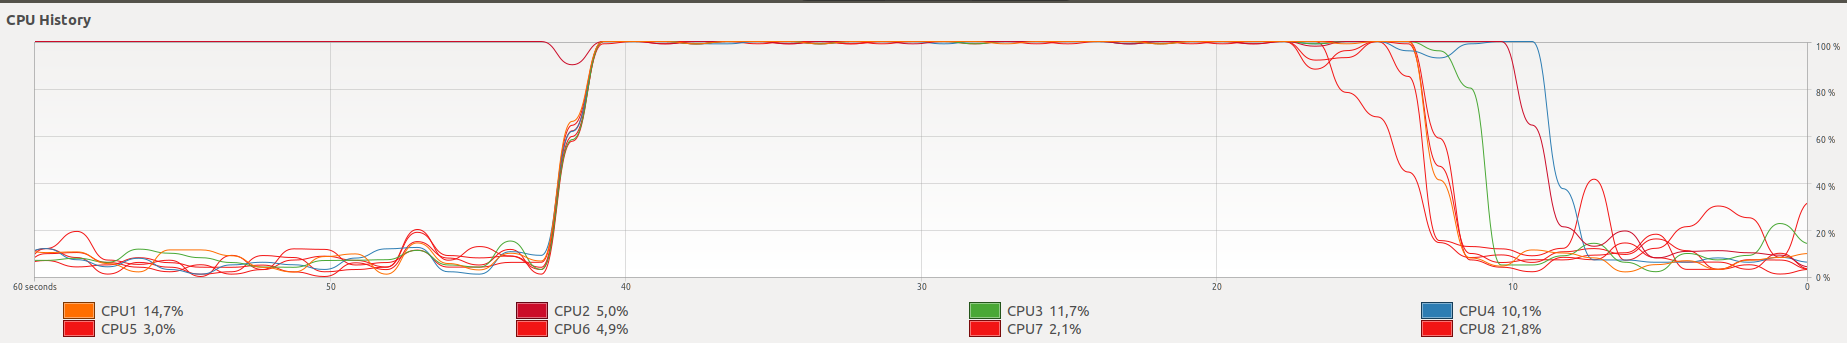 CPU History
100 %
80 %
60 %
40 %
20 %
0 %
60 seconds 50 40 30 20 10 0
CPU1 14,7% CPU2 5,0% CPU3 11,7% CPU4 10,1%
CPU5 3,0% CPU6 4,9% CPU7 2,1% CPU8 21,8%